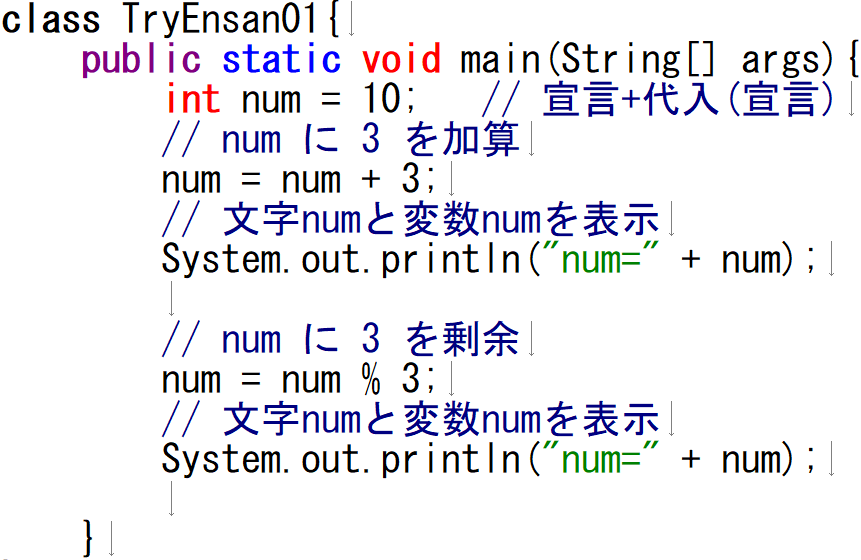 class TryEnsan01{
    public static void main(String[] args){
        int num = 10;   // 宣言+代入(宣言)
        // num に 3 を加算
        num = num + 3;
        // 文字numと変数numを表示
        System.out.println("num=" + num);

        // num に 3 を剰余
        num = num % 3;
        // 文字numと変数numを表示
        System.out.println("num=" + num);

    }